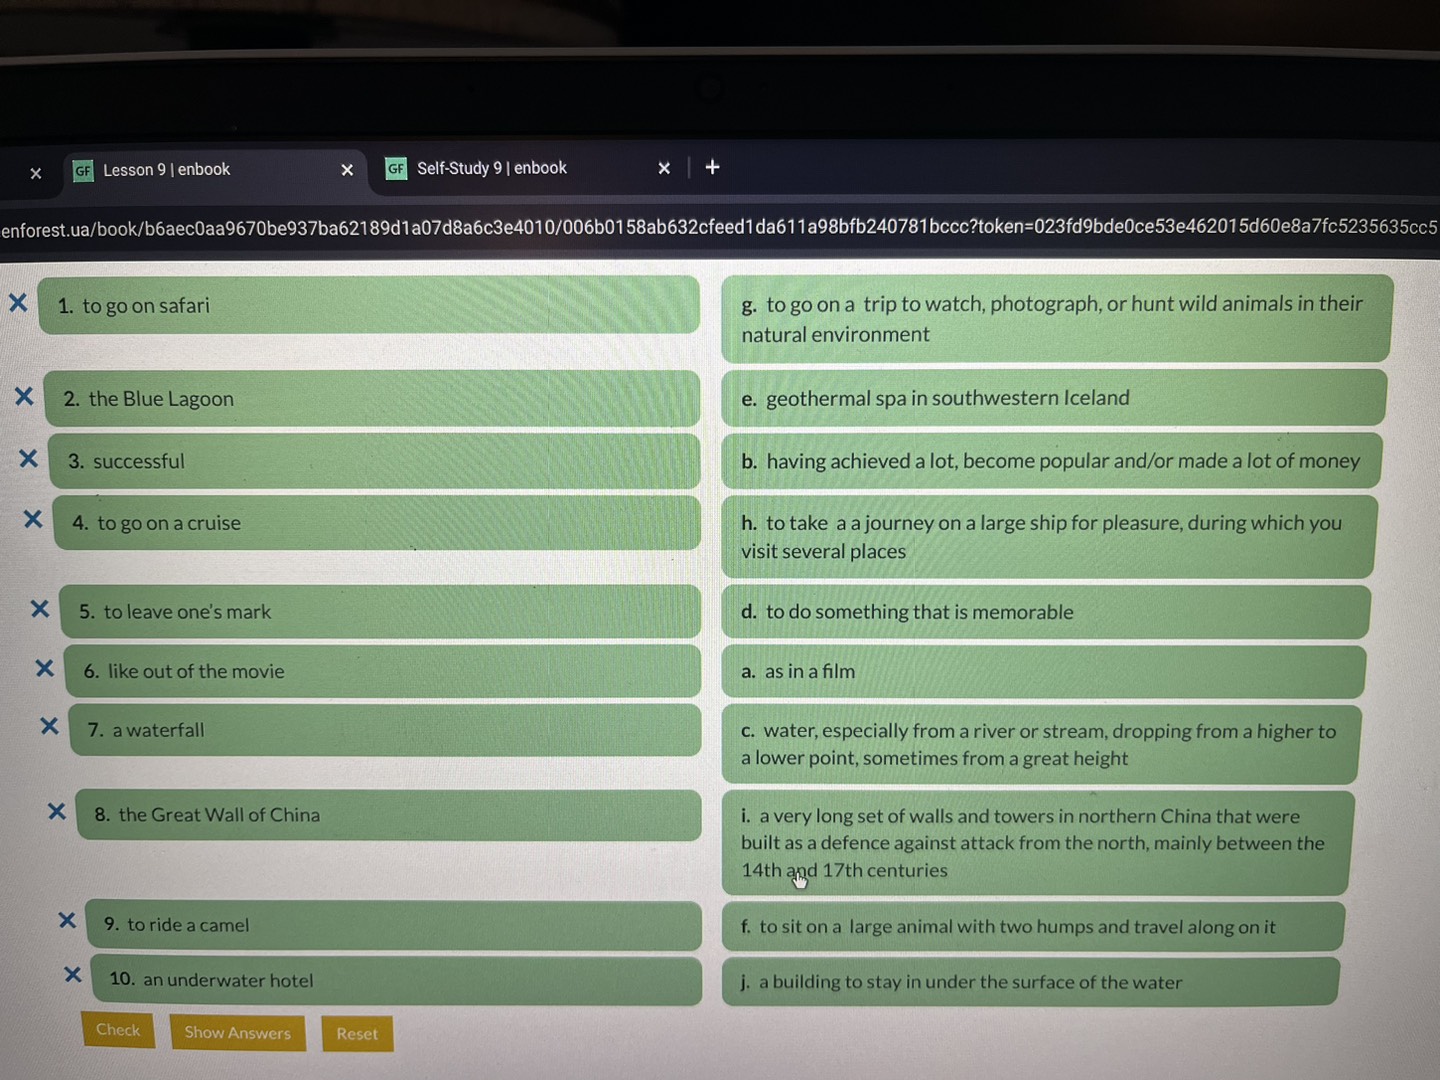 GF Lesson 9 | enbook
GF Self-Study 9 | enbook
enforest.ua/book/b6aec0aa9670be937ba62189d1a07d8a6c3e4010/006b0158ab632cfeed1da611a98bfb240781bccc?token=023fd9bde0ce53e462015d60e8a7fc5235635cc5
1. to go on safari
g. to go on a trip to watch, photograph, or hunt wild animals in their
natural environment
2. the Blue Lagoon
e. geothermal spa in southwestern Iceland
3. successful
b. having achieved a lot, become popular and/or made a lot of money
4. to go on a cruise
h. to take a a journey on a large ship for pleasure, during which you
visit several places
5. to leave one's mark
d. to do something that is memorable
6. like out of the movie
a. as in a film
7. a waterfall
c. water, especially from a river or stream, dropping from a higher to
a lower point, sometimes from a great height
8. the Great Wall of China
i. a very long set of walls and towers in northern China that were
built as a defence against attack from the north, mainly between the
14th and 17th centuries
9. to ride a camel
f. to sit on a large animal with two humps and travel along on it
10. an underwater hotel
j. a building to stay in under the surface of the water
Check
Show Answers
Reset